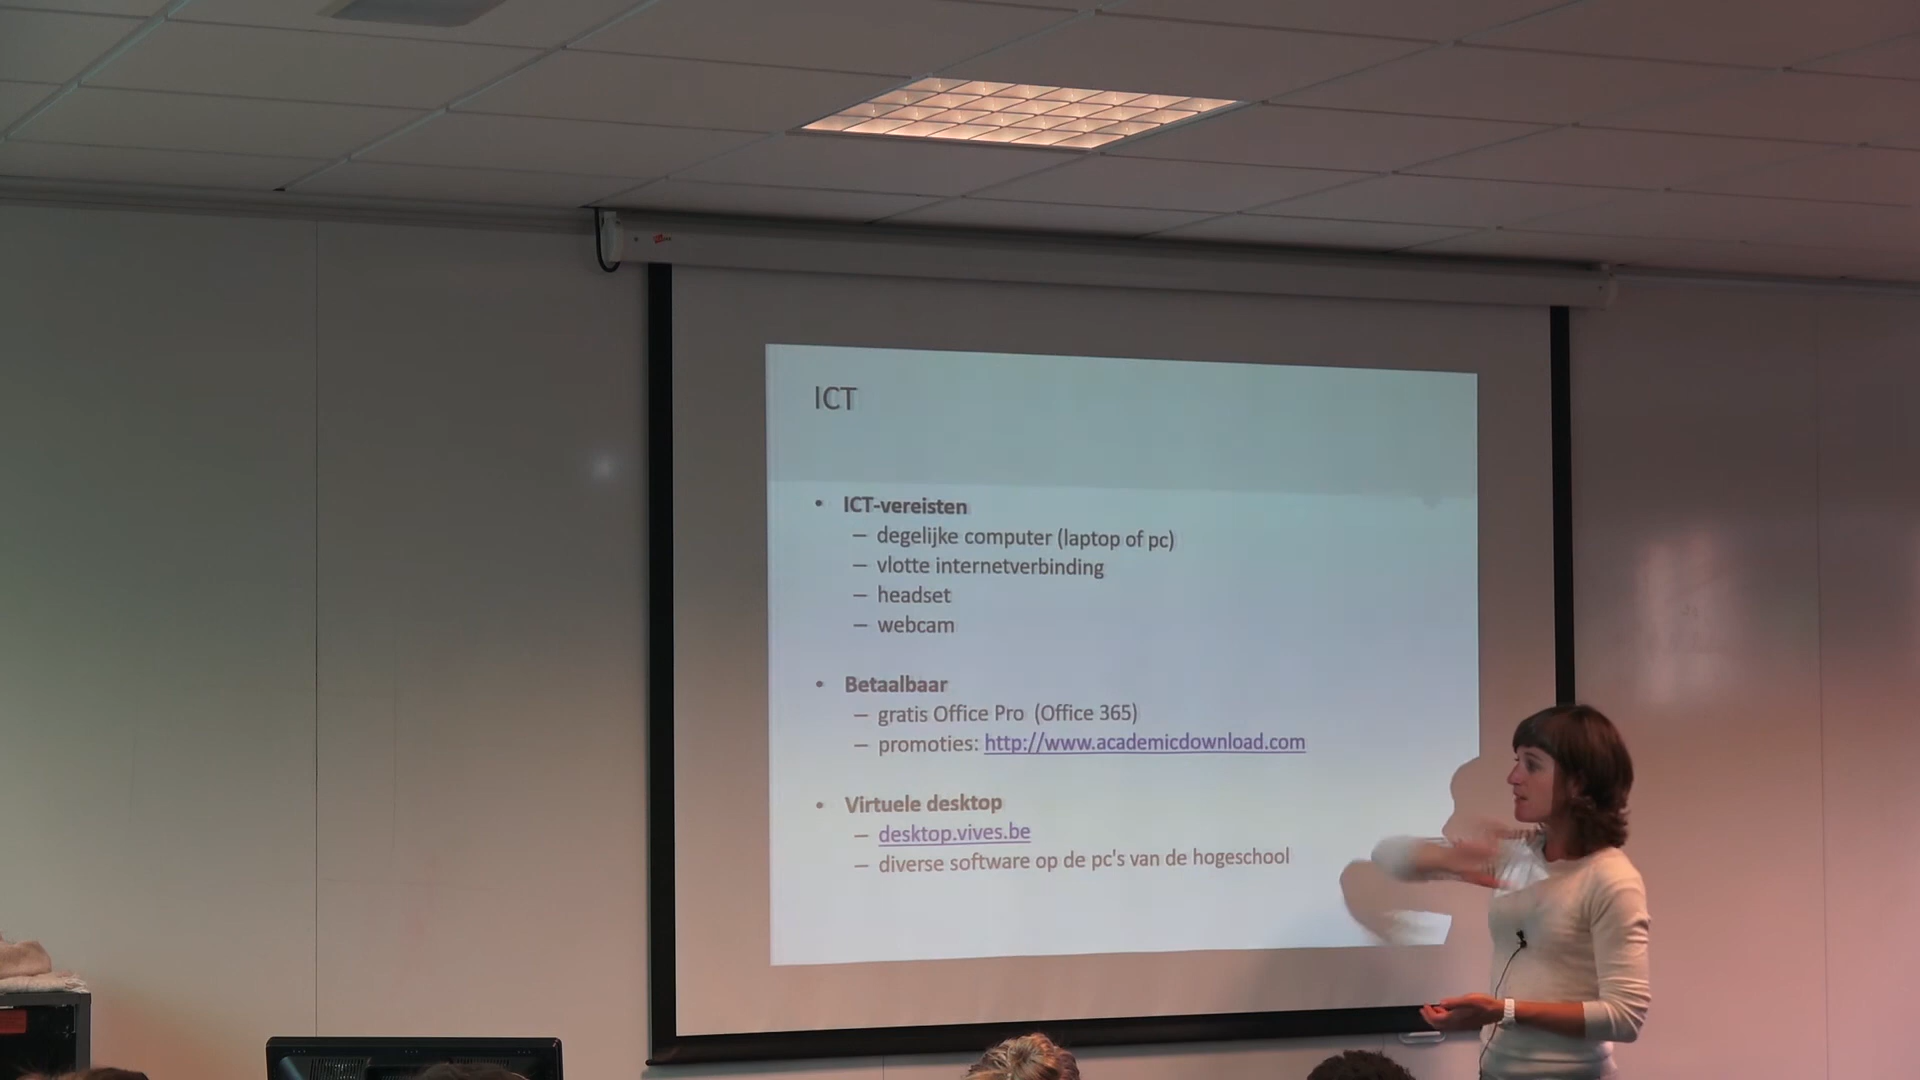 ICT
• ICT-vereisten
– degelijke computer (laptop of pc)
– vlotte internetverbinding
– headset
– webcam
• Betaalbaar
– gratis Office Pro (Office 365)
– promoties: http://www.academicdownload.com
• Virtuele desktop
– desktop.vives.be
– diverse software op de pc's van de hogeschool